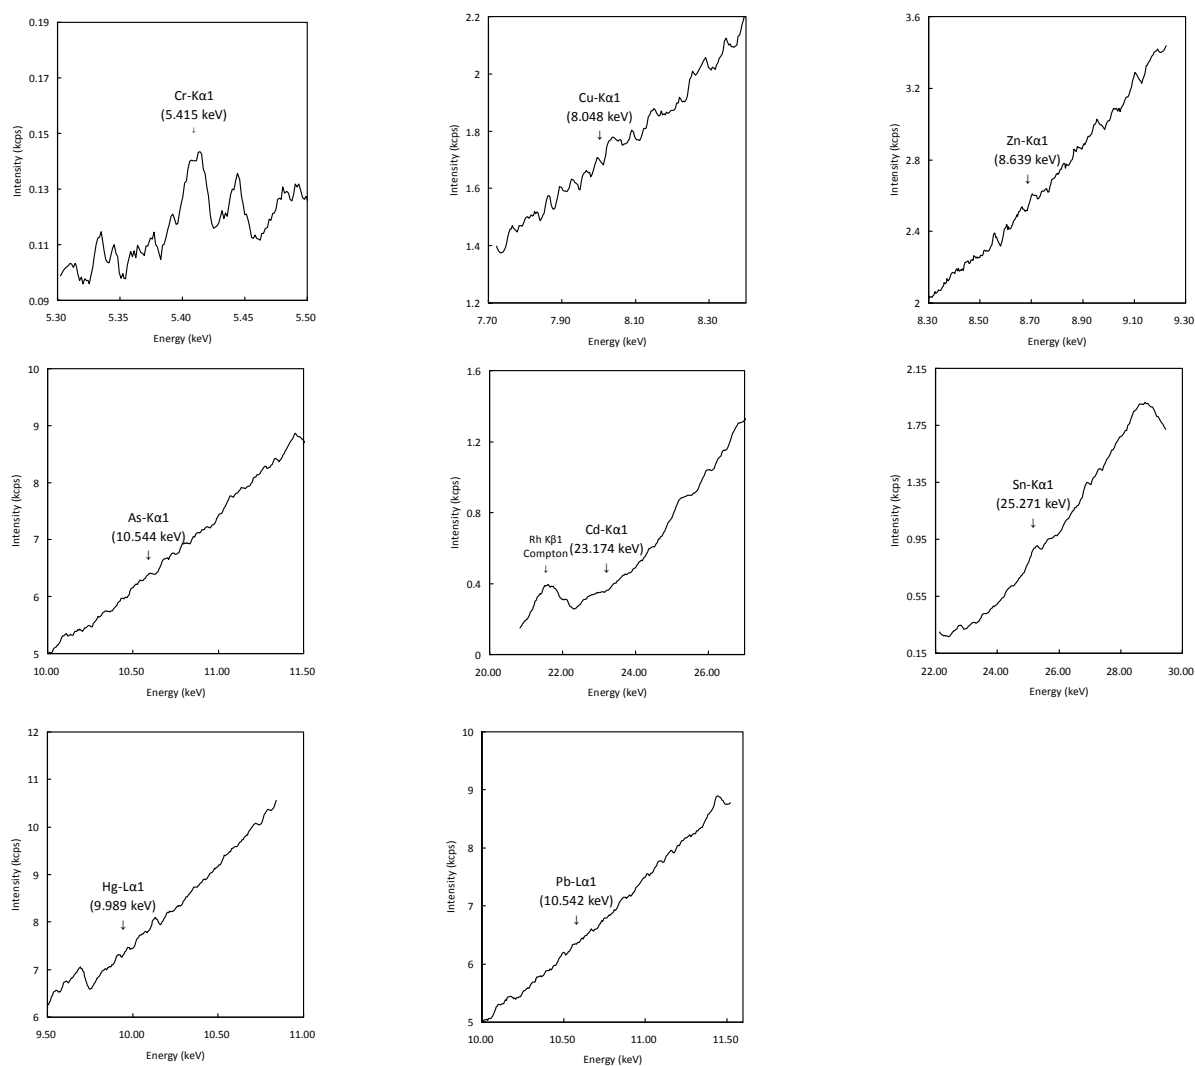 0.19
0.17
0.15
0.13
0.11
0.09
Intensity (kcps)
Cr-Kα1
(5.415 keV)
↓
5.30 5.35 5.40 5.45 5.50
Energy (keV)
2.2
2
1.8
1.6
1.4
1.2
Intensity (kcps)
Cu-Kα1
(8.048 keV)
↓
7.70 7.90 8.10 8.30
Energy (keV)
3.6
3.2
2.8
2.4
2
Intensity (kcps)
Zn-Kα1
(8.639 keV)
↓
8.30 8.50 8.70 8.90 9.10 9.30
Energy (keV)
10
9
8
7
6
5
Intensity (kcps)
As-Kα1
(10.544 keV)
↓
10.00 10.50 11.00 11.50
Energy (keV)
1.6
1.2
0.8
0.4
0
Intensity (kcps)
Rh Kβ1
Compton
↓
Cd-Kα1
(23.174 keV)
↓
20.00 22.00 24.00 26.00
Energy (keV)
2.15
1.75
1.35
0.95
0.55
0.15
Intensity (kcps)
Sn-Kα1
(25.271 keV)
↓
22.00 24.00 26.00 28.00 30.00
Energy (keV)
12
11
10
9
8
7
6
Intensity (kcps)
Hg-Lα1
(9.989 keV)
↓
9.50 10.00 10.50 11.00
Energy (keV)
10
9
8
7
6
5
Intensity (kcps)
Pb-Lα1
(10.542 keV)
↓
10.00 10.50 11.00 11.50
Energy (keV)